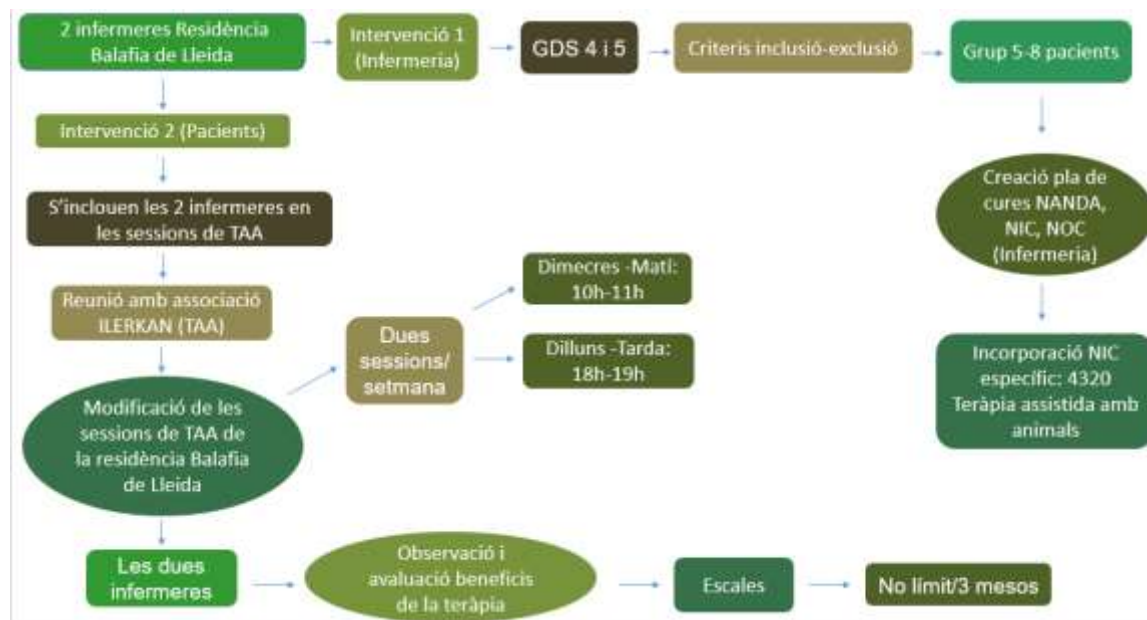 2 infermeres Residència
Balafia de Lleida
Intervenció 1
(Infermeria)
GDS 4 i 5
Criteris inclusió-exclusió
Grup 5-8 pacients
Intervenció 2 (Pacients)
S'inclouen les 2 infermeres en
les sessions de TAA
Creació pla de
cures NANDA,
NIC, NOC
(Infermeria)
Reunió amb associació
ILERKAN (TAA)
Dues
sessions/
setmana
Dimecres -Matí:
10h-11h
Dilluns -Tarda:
18h-19h
Incorporació NIC
específic: 4320
Teràpia assistida amb
animals
Modificació de les
sessions de TAA de
la residència Balafia
de Lleida
Les dues
infermeres
Observació i
avaluació beneficis
de la teràpia
Escales
No límit/3 mesos